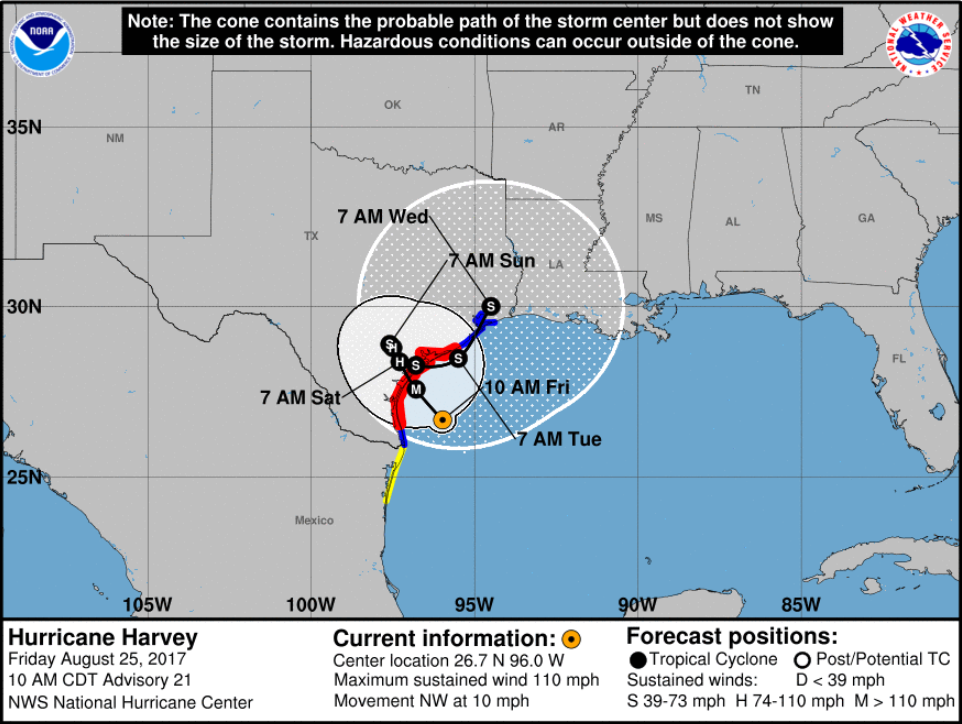 Note: The cone contains the probable path of the storm center but does not show
the size of the storm. Hazardous conditions can occur outside of the cone.
NOAA
NATIONAL WEATHER SERVICE
TN
OK
AR
35N
NM
MS
AL
GA
7 AM Wed
TX
7 AM Sun
LA
30N
S
S
H
H
S
S
FL
7 AM Sat
M
10 AM Fri
7 AM Tue
25N
Mexico
105W
100W
95W
90W
85W
Hurricane Harvey
Friday August 25, 2017
10 AM CDT Advisory 21
NWS National Hurricane Center
Current information:
Center location 26.7 N 96.0 W
Maximum sustained wind 110 mph
Movement NW at 10 mph
Forecast positions:
Tropical Cyclone Post/Potential TC
Sustained winds: D < 39 mph
S 39-73 mph H 74-110 mph M > 110 mph